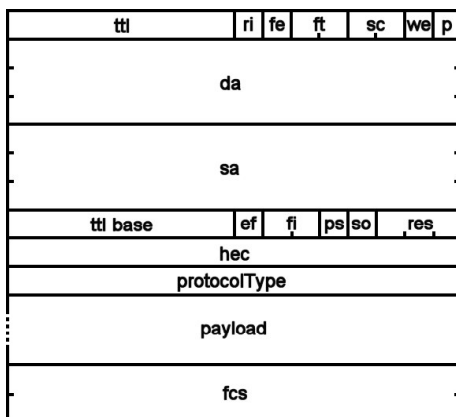 ttl ri fe ft sc we p
da
sa
ttl base ef fi ps so res
hec
protocolType
payload
fcs